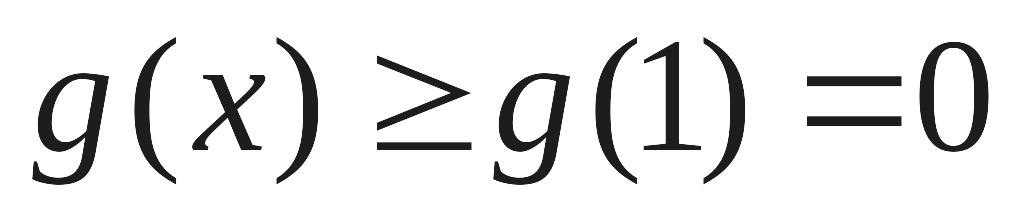 g(x) ≥ g(1) = 0